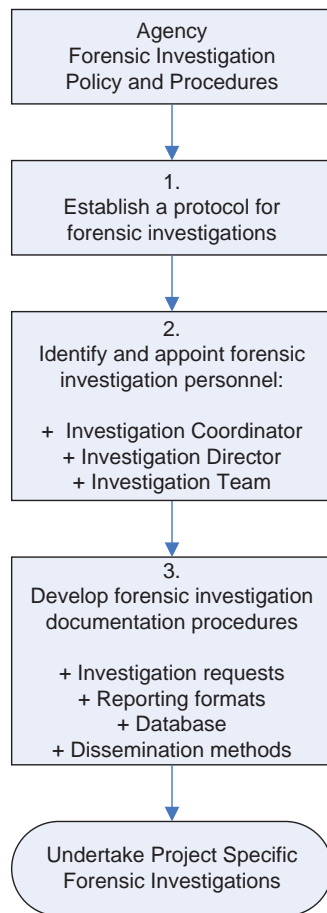 Agency
Forensic Investigation
Policy and Procedures
1.
Establish a protocol for
forensic investigations
2.
Identify and appoint forensic
investigation personnel:
+ Investigation Coordinator
+ Investigation Director
+ Investigation Team
3.
Develop forensic investigation
documentation procedures
+ Investigation requests
+ Reporting formats
+ Database
+ Dissemination methods
Undertake Project Specific
Forensic Investigations